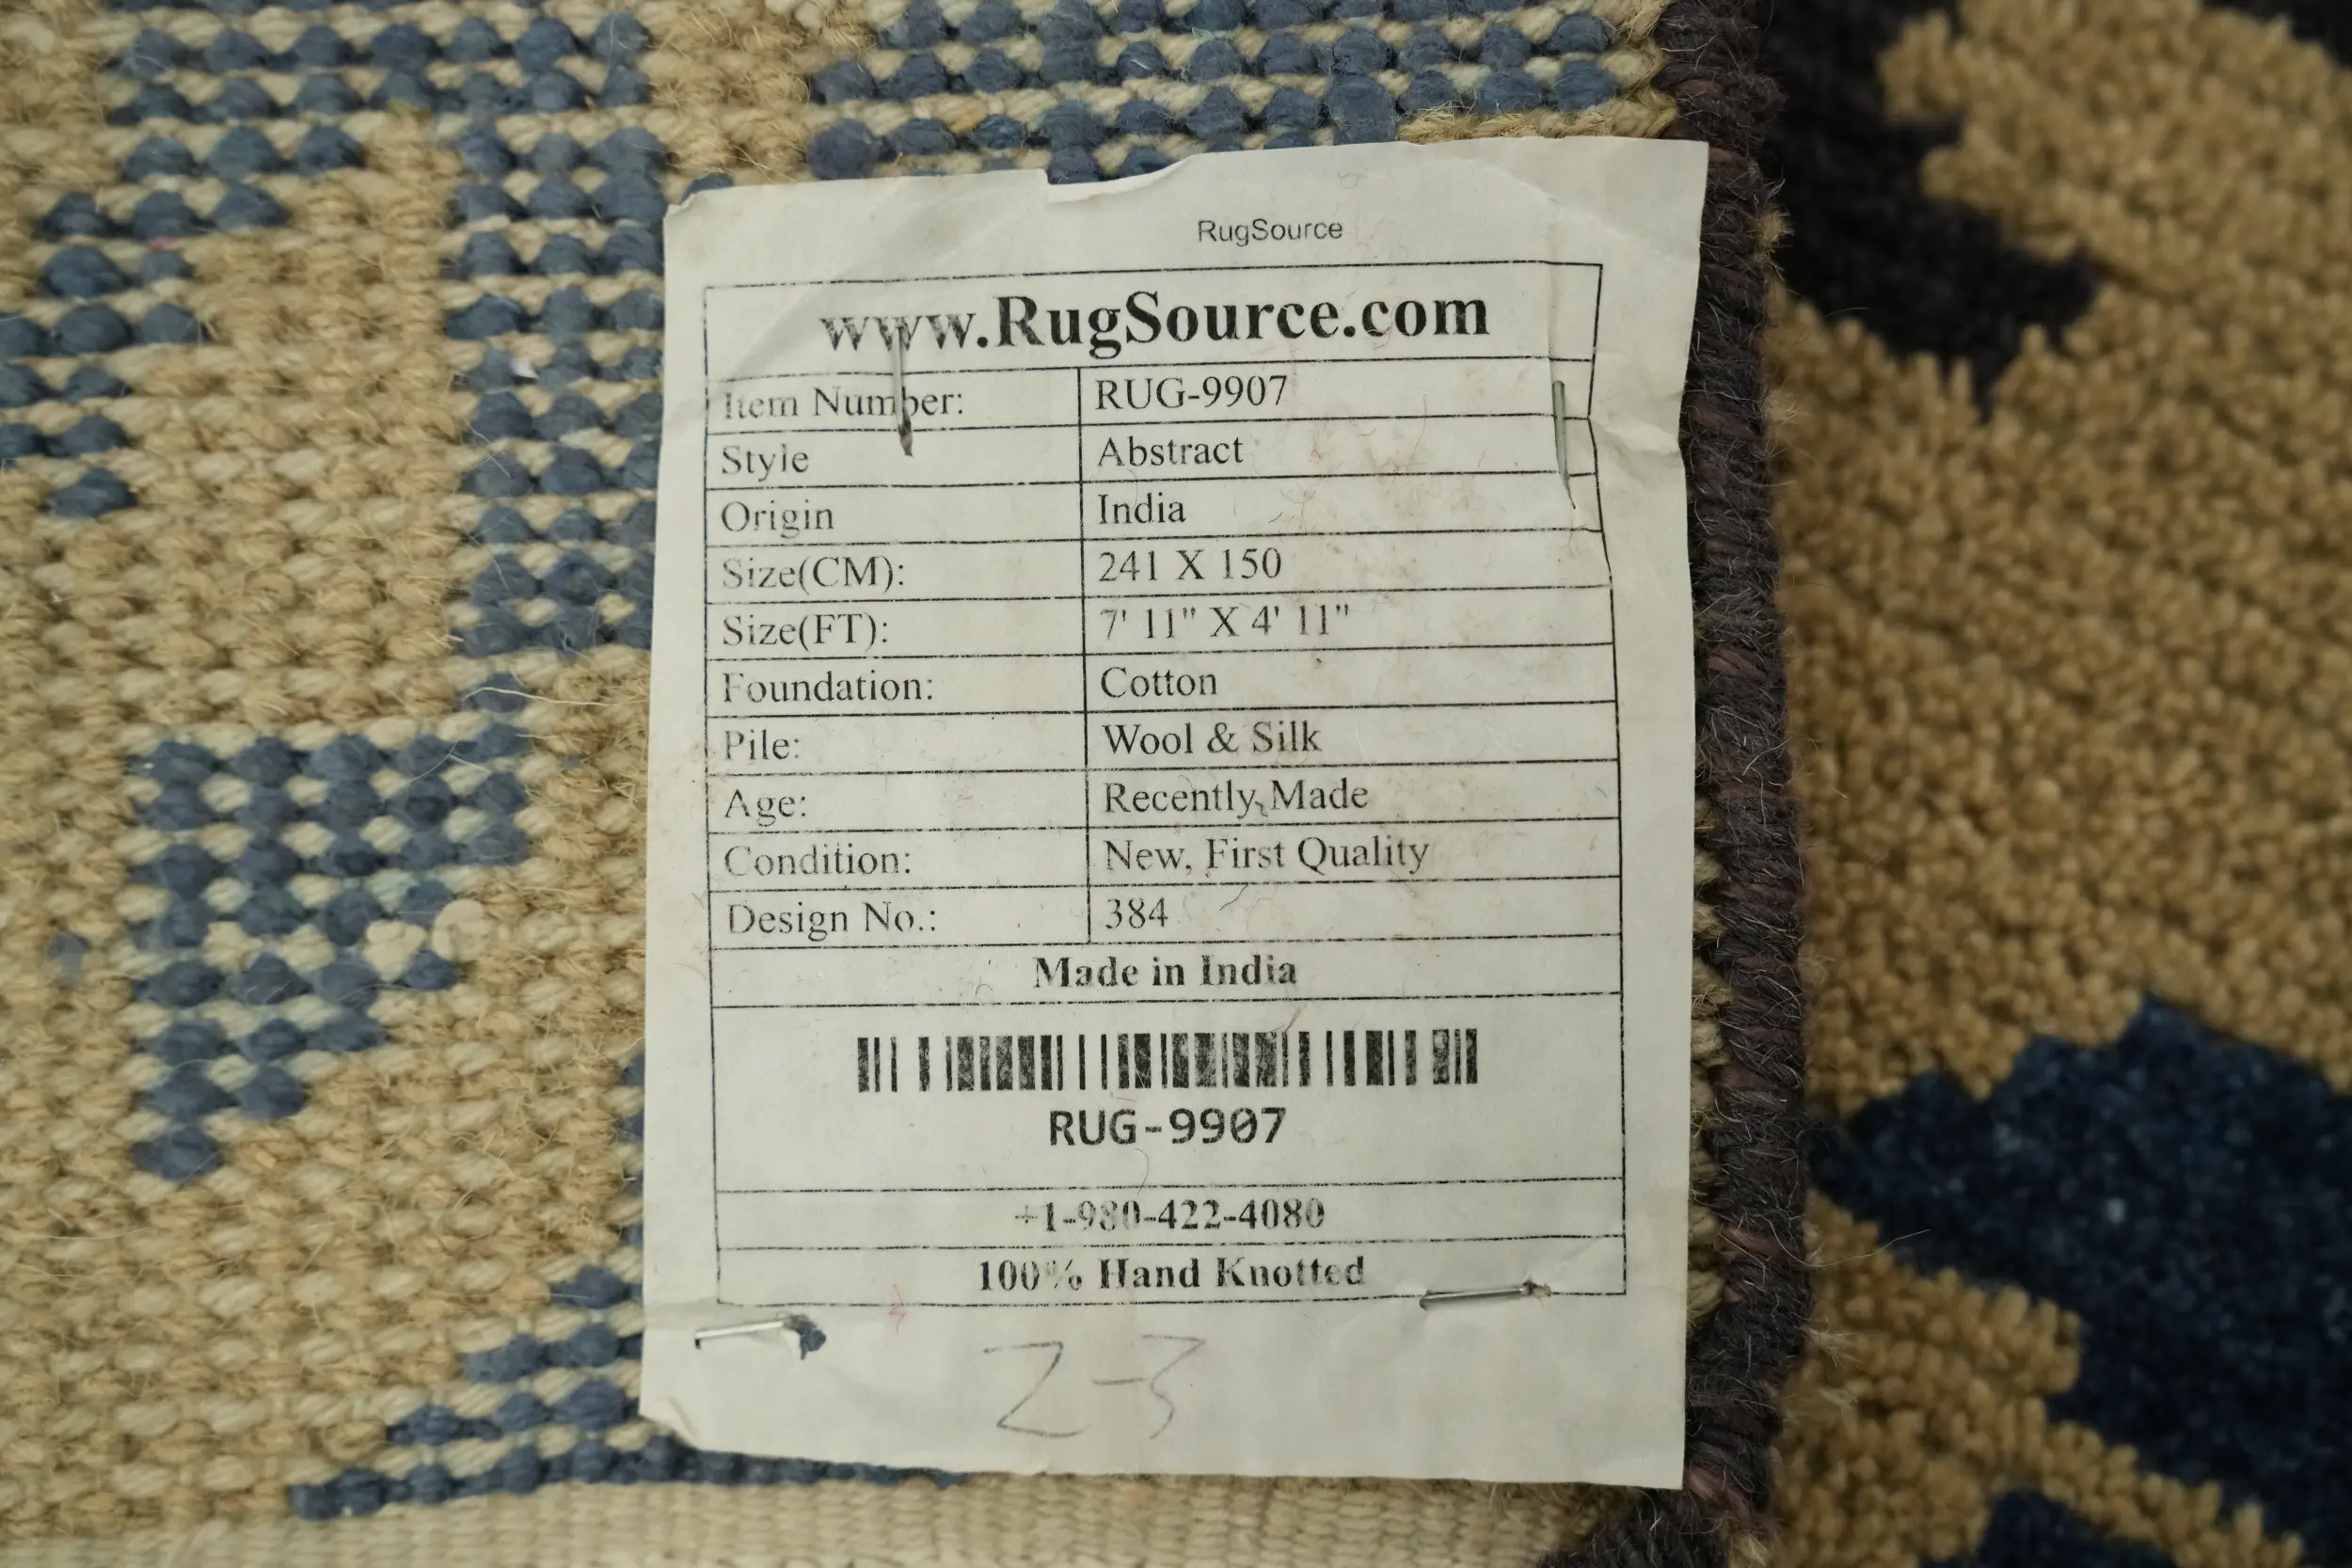 RugSource
www.RugSource.com
Item Number: RUG-9907
Style Abstract
Origin India
Size(CM): 241 X 150
Size(FT): 7' 11" X 4' 11"
Foundation: Cotton
Pile: Wool & Silk
Age: Recently Made
Condition: New, First Quality
Design No.: 384
Made in India
RUG-9907
+1-980-422-4080
100% Hand Knotted
Z-3